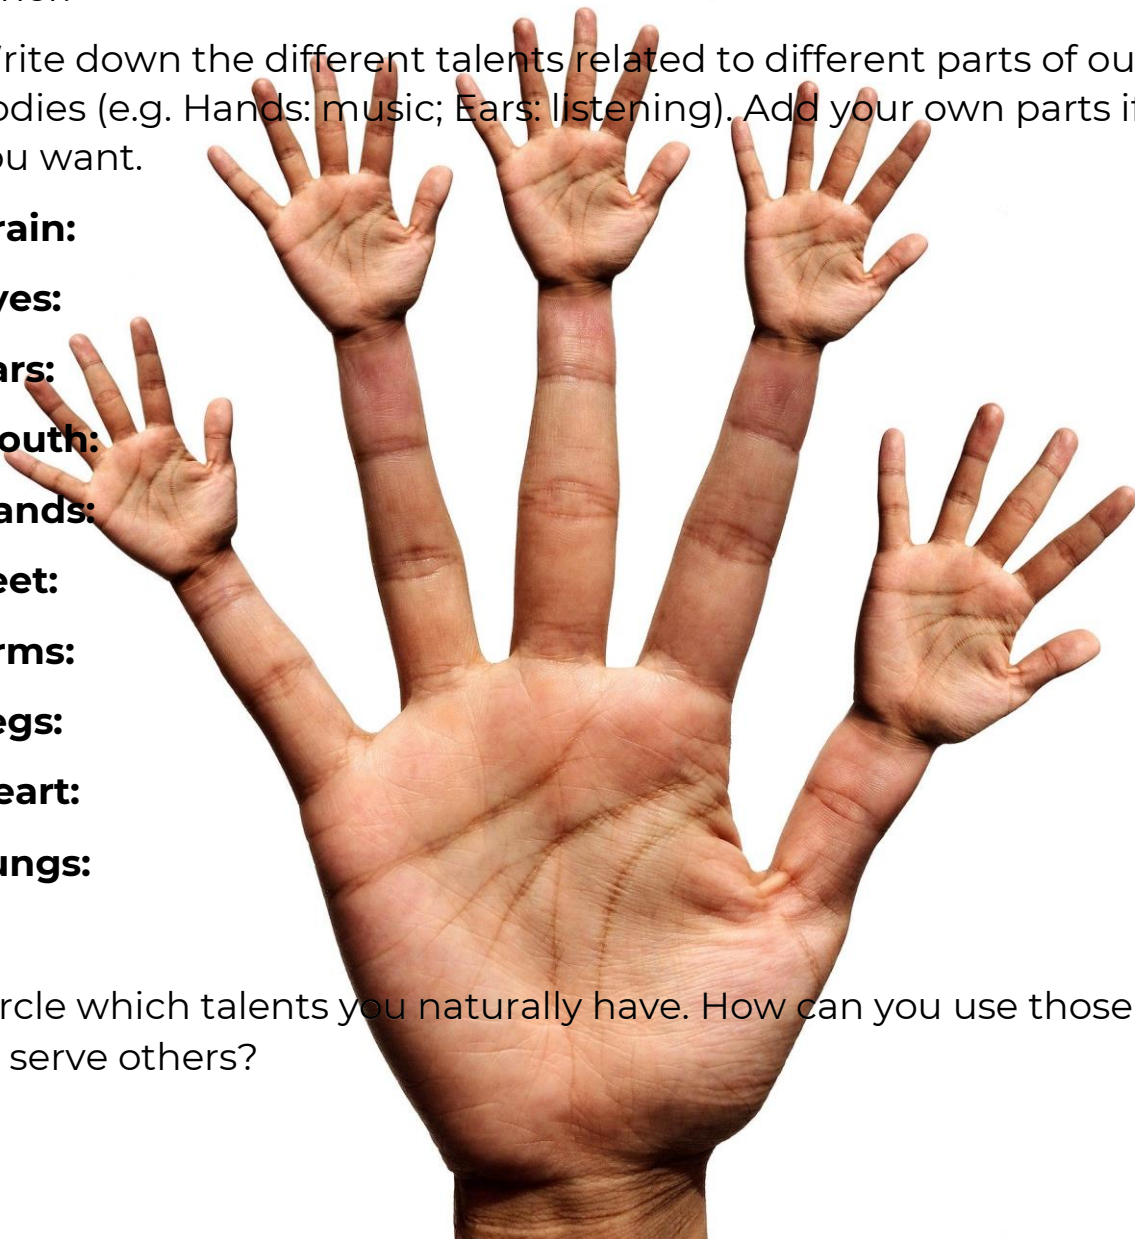 rite down the different talents related to different parts of ou
odies (e.g. Hands: music; Ears: listening). Add your own parts if
ou want.
rain:
yes:
ars:
outh:
ands:
eet:
rms:
egs:
eart:
ungs:
rcle which talents you naturally have. How can you use those
serve others?